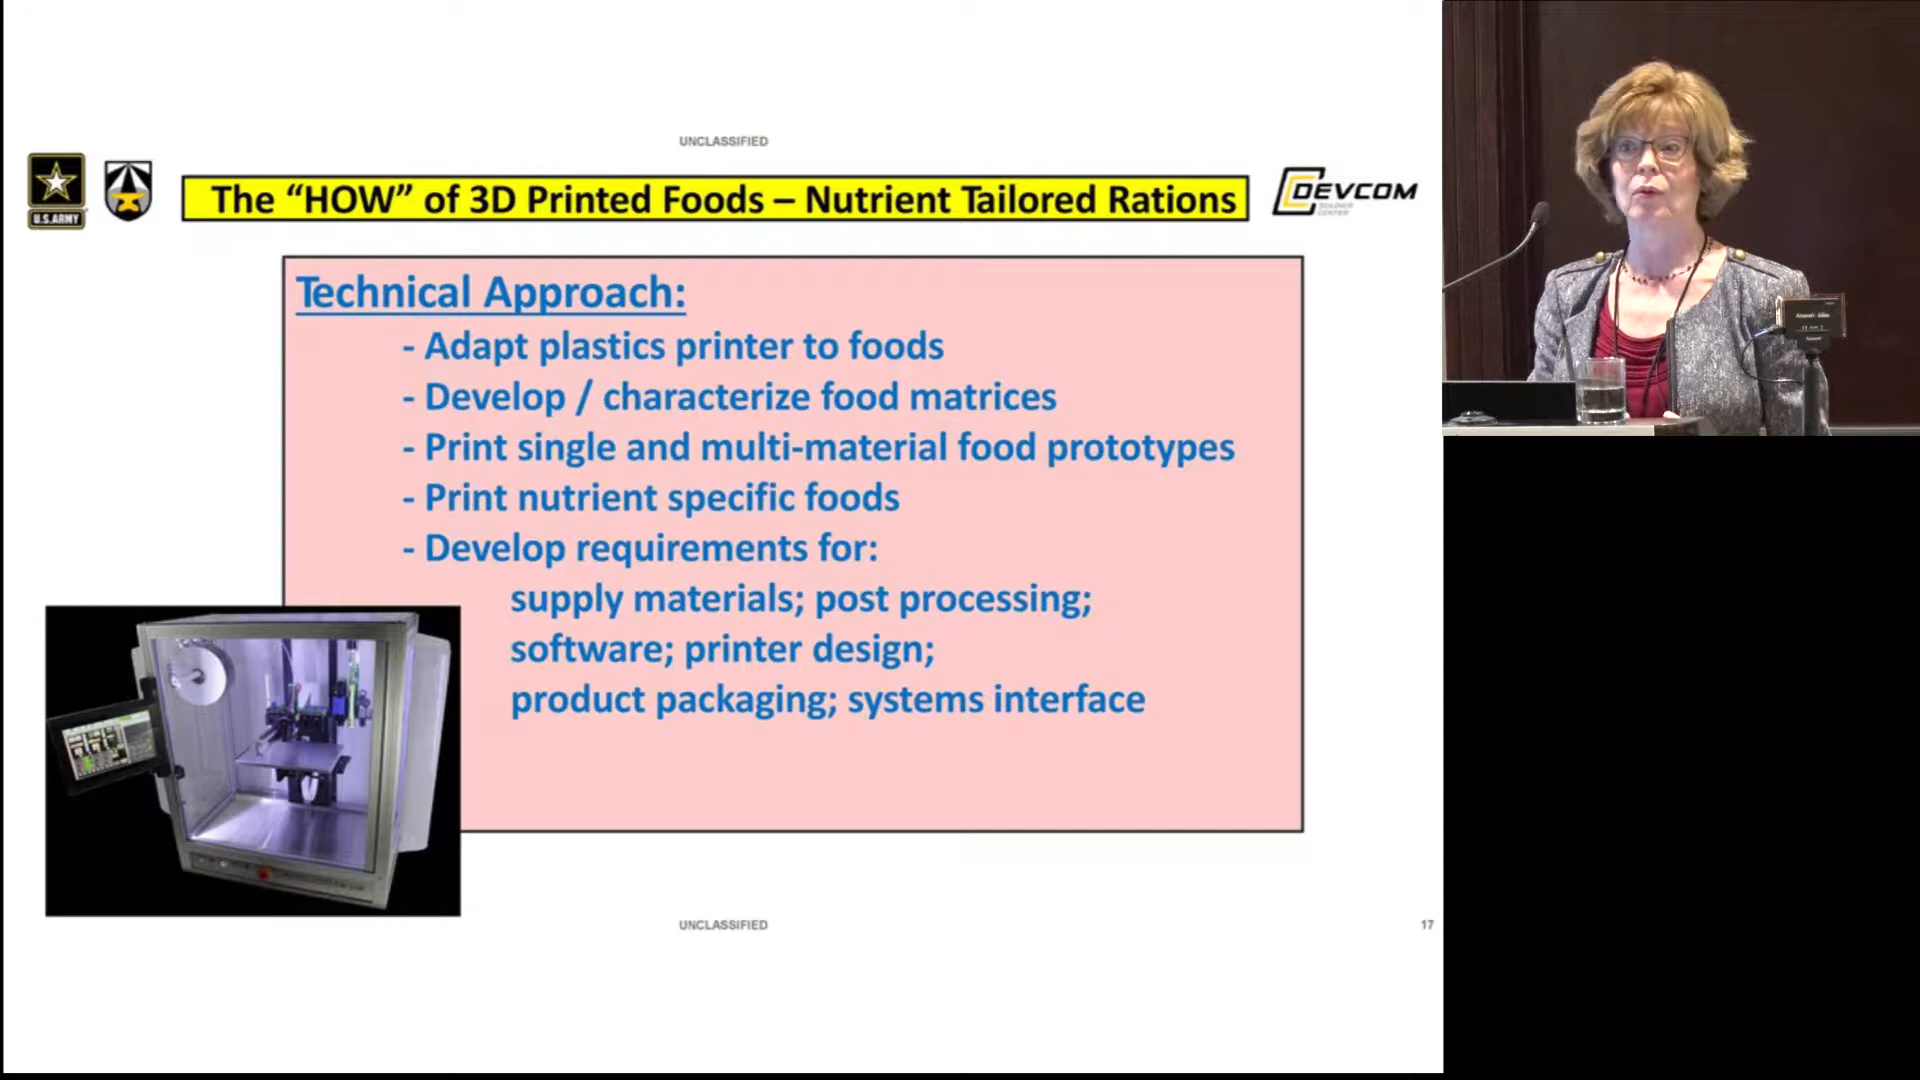 UNCLASSIFIED
U.S.ARMY
The “HOW” of 3D Printed Foods – Nutrient Tailored Rations
DEVCOM
SOLDIER
CENTER
Technical Approach:
- Adapt plastics printer to foods
- Develop / characterize food matrices
- Print single and multi-material food prototypes
- Print nutrient specific foods
- Develop requirements for:
supply materials; post processing;
software; printer design;
product packaging; systems interface
UNCLASSIFIED
17